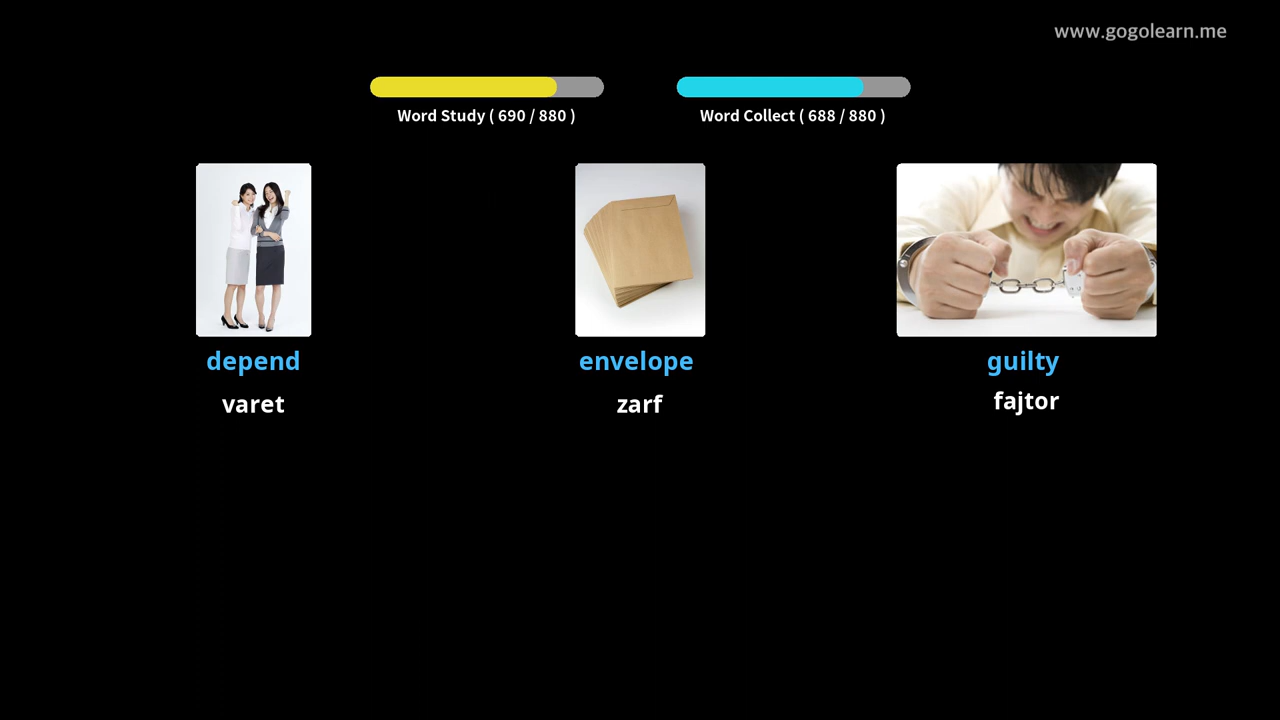 www.gogolearn.me
Word Study ( 690 / 880 )
Word Collect ( 688 / 880 )
depend
envelope
guilty
varet
zarf
fajtor